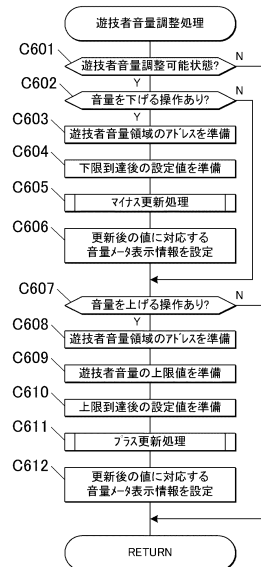 遊技者音量調整処理
C601
遊技者音量調整可能状態?
N
Y
C602
音量を下げる操作あり?
N
Y
C603
遊技者音量領域のアドレスを準備
C604
下限到達後の設定値を準備
C605
マイナス更新処理
C606
更新後の値に対応する
音量メータ表示情報を設定
C607
音量を上げる操作あり?
N
Y
C608
遊技者音量領域のアドレスを準備
C609
遊技者音量の上限値を準備
C610
上限到達後の設定値を準備
C611
プラス更新処理
C612
更新後の値に対応する
音量メータ表示情報を設定
RETURN